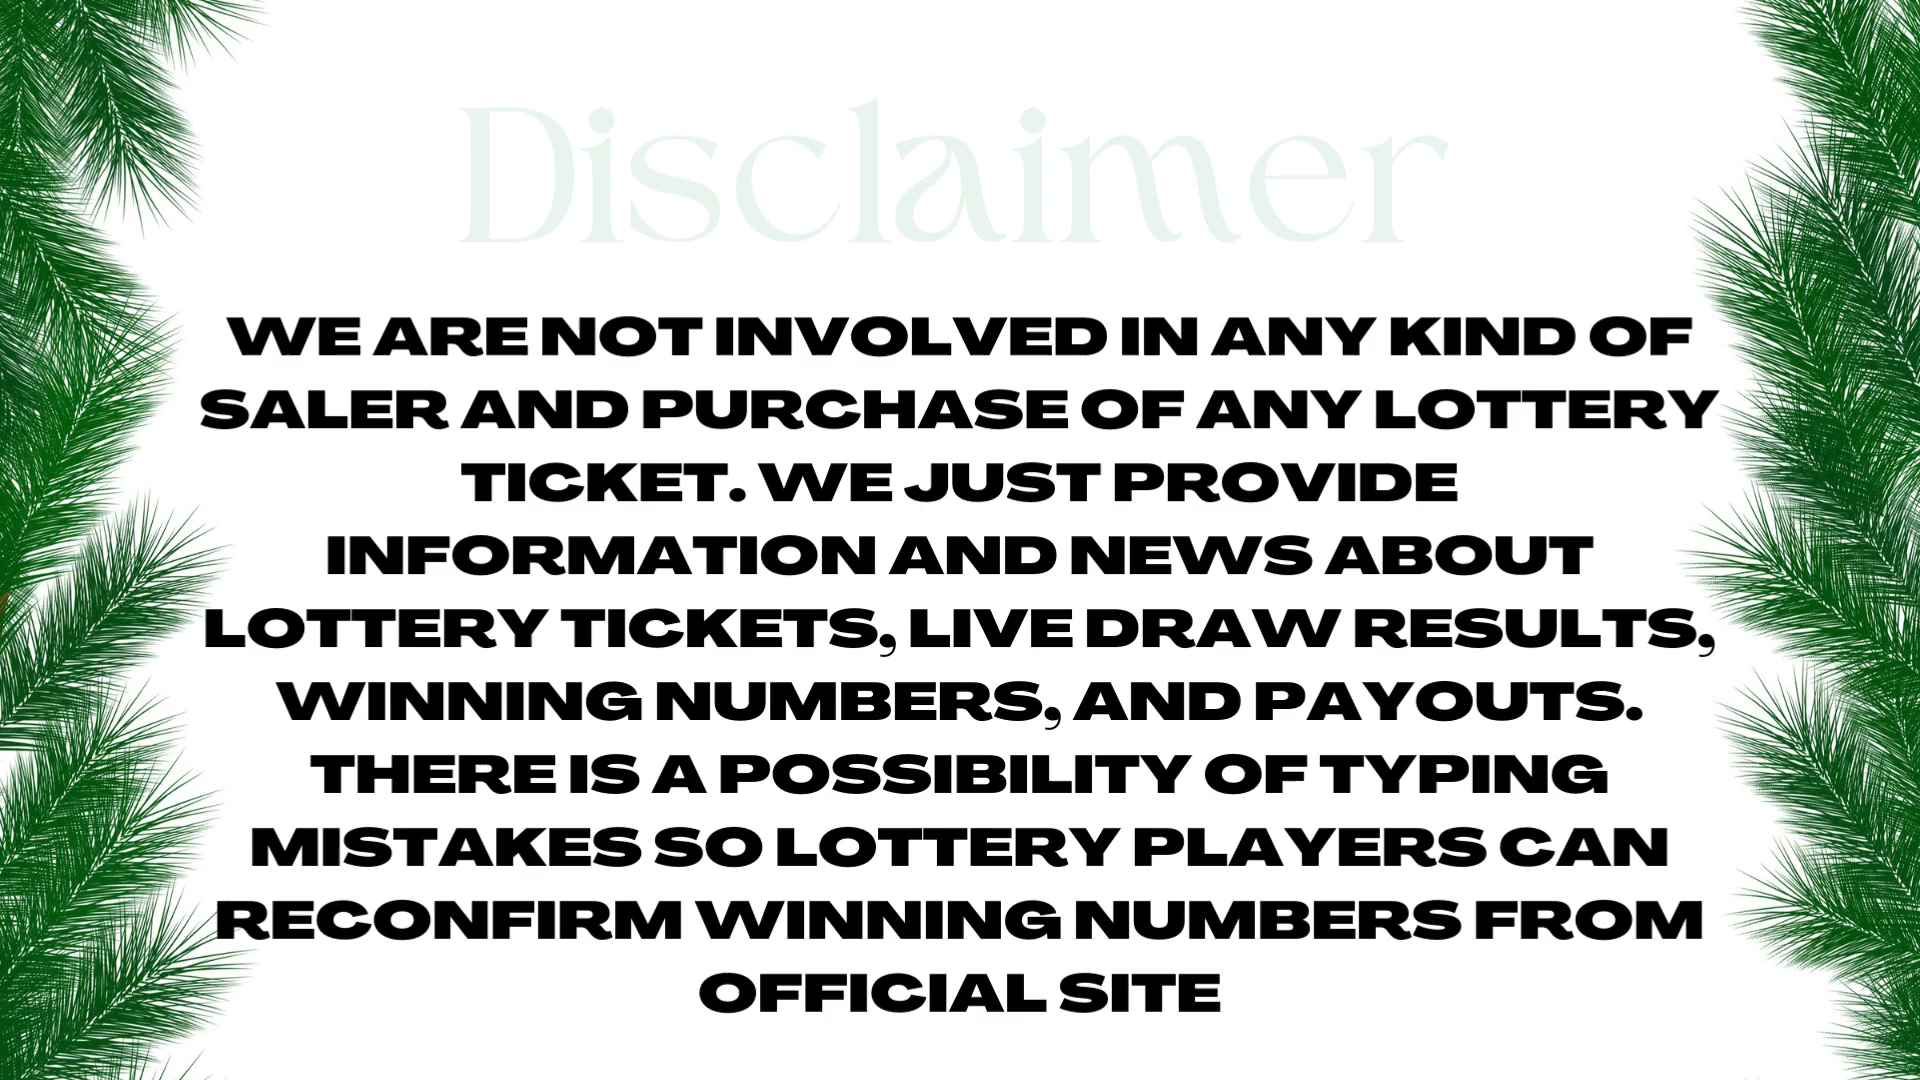 Disclaimer
WE ARE NOT INVOLVED IN ANY KIND OF
SALER AND PURCHASE OF ANY LOTTERY
TICKET. WE JUST PROVIDE
INFORMATION AND NEWS ABOUT
LOTTERY TICKETS, LIVE DRAW RESULTS,
WINNING NUMBERS, AND PAYOUTS.
THERE IS A POSSIBILITY OF TYPING
MISTAKES SO LOTTERY PLAYERS CAN
RECONFIRM WINNING NUMBERS FROM
OFFICIAL SITE